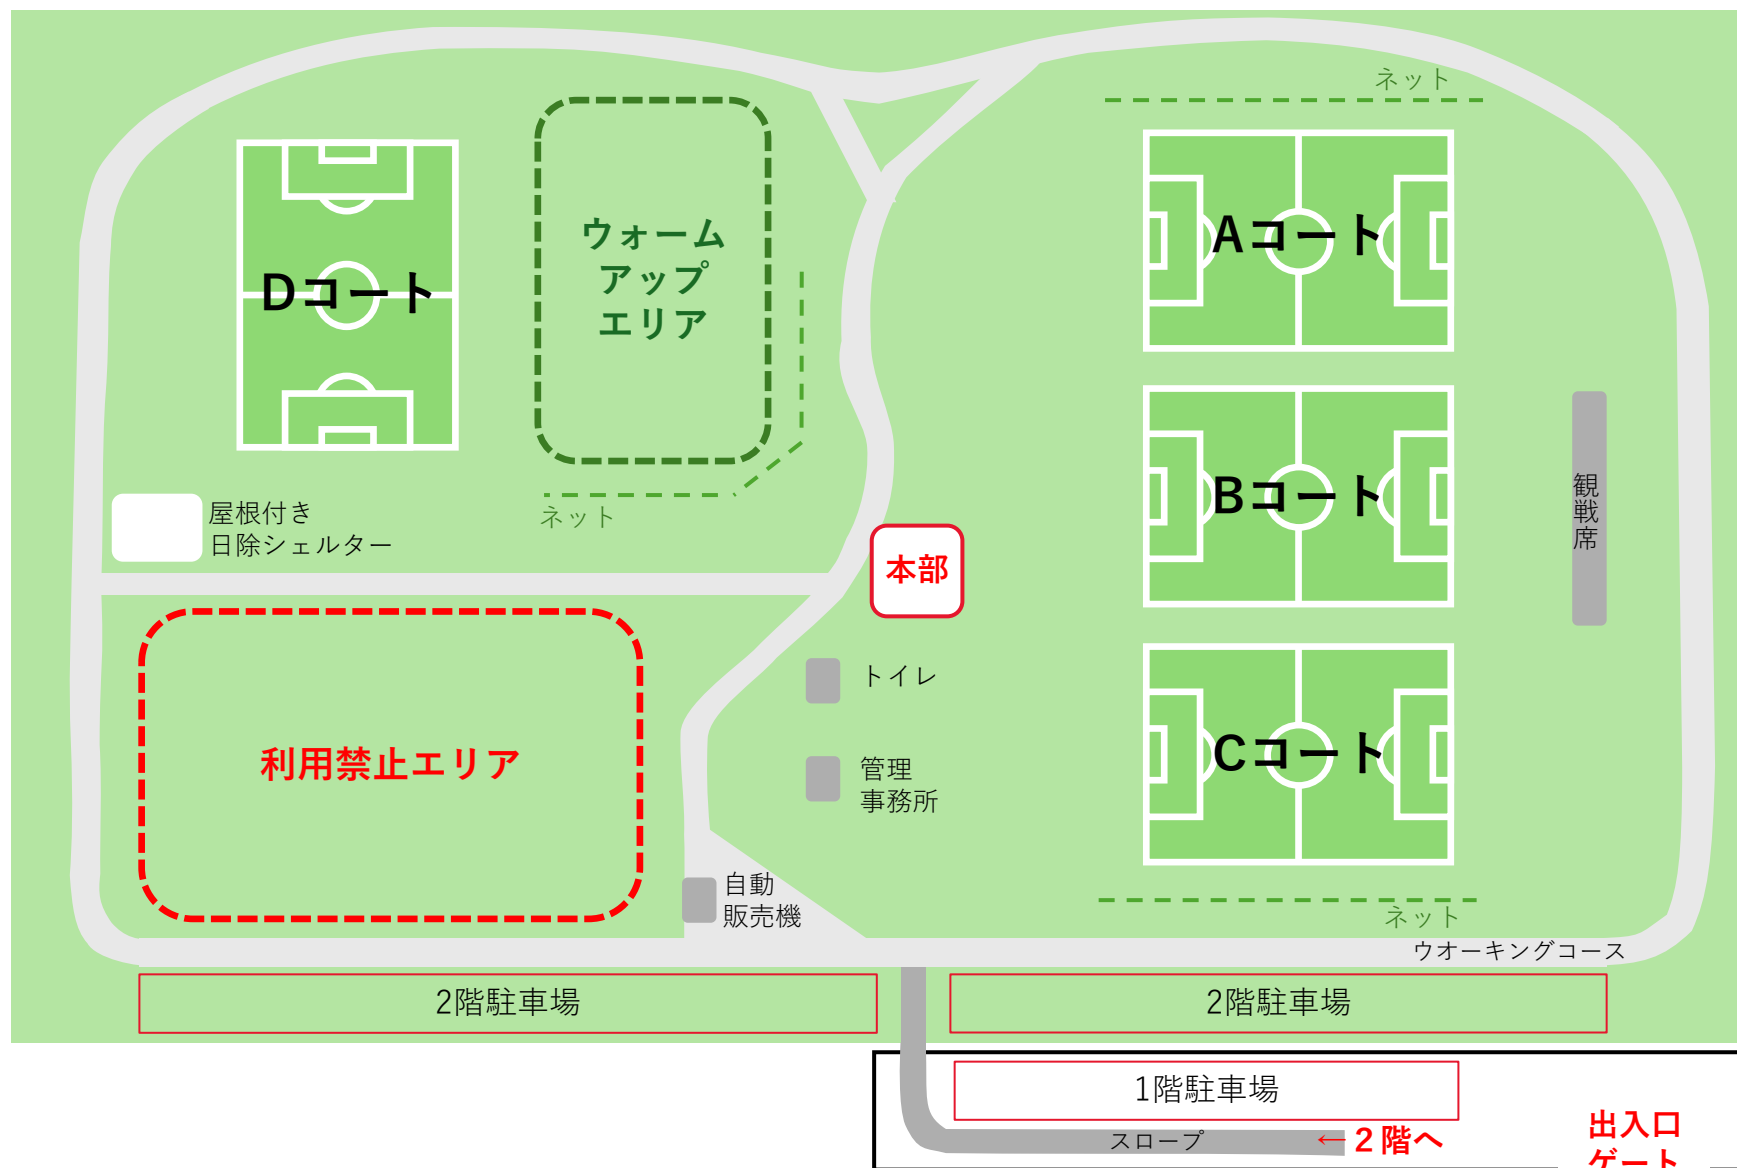 ネット
Aコート
ウォーム
アップ
エリア
Dコート
Bコート
観戦席
屋根付き
日除シェルター
ネット
本部
トイレ
利用禁止エリア
Cコート
管理
事務所
自動
販売機
ネット
ウオーキングコース
2階駐車場
2階駐車場
1階駐車場
スロープ
←2階へ
出入口
ゲート